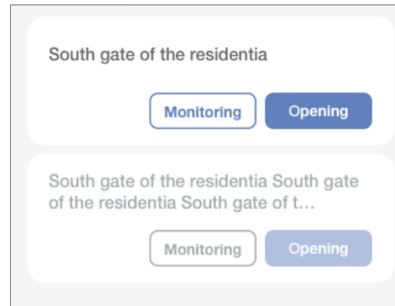 South gate of the residentia
Monitoring Opening
South gate of the residentia South gate
of the residentia South gate of t...
Monitoring Opening